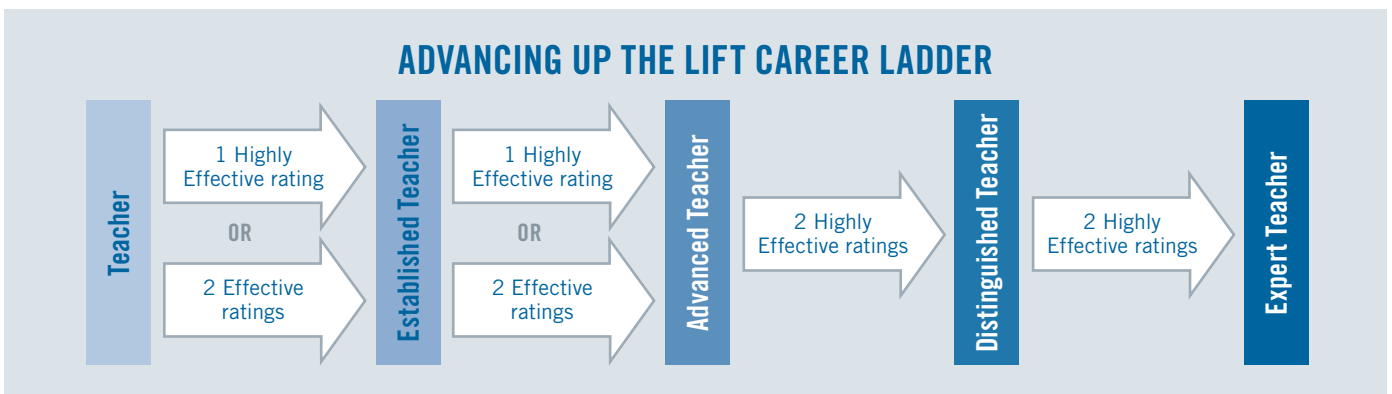 ADVANCING UP THE LIFT CAREER LADDER
Teacher
1 Highly
Effective rating
OR
2 Effective
ratings
Established Teacher
1 Highly
Effective rating
OR
2 Effective
ratings
Advanced Teacher
2 Highly
Effective ratings
Distinguished Teacher
2 Highly
Effective ratings
Expert Teacher